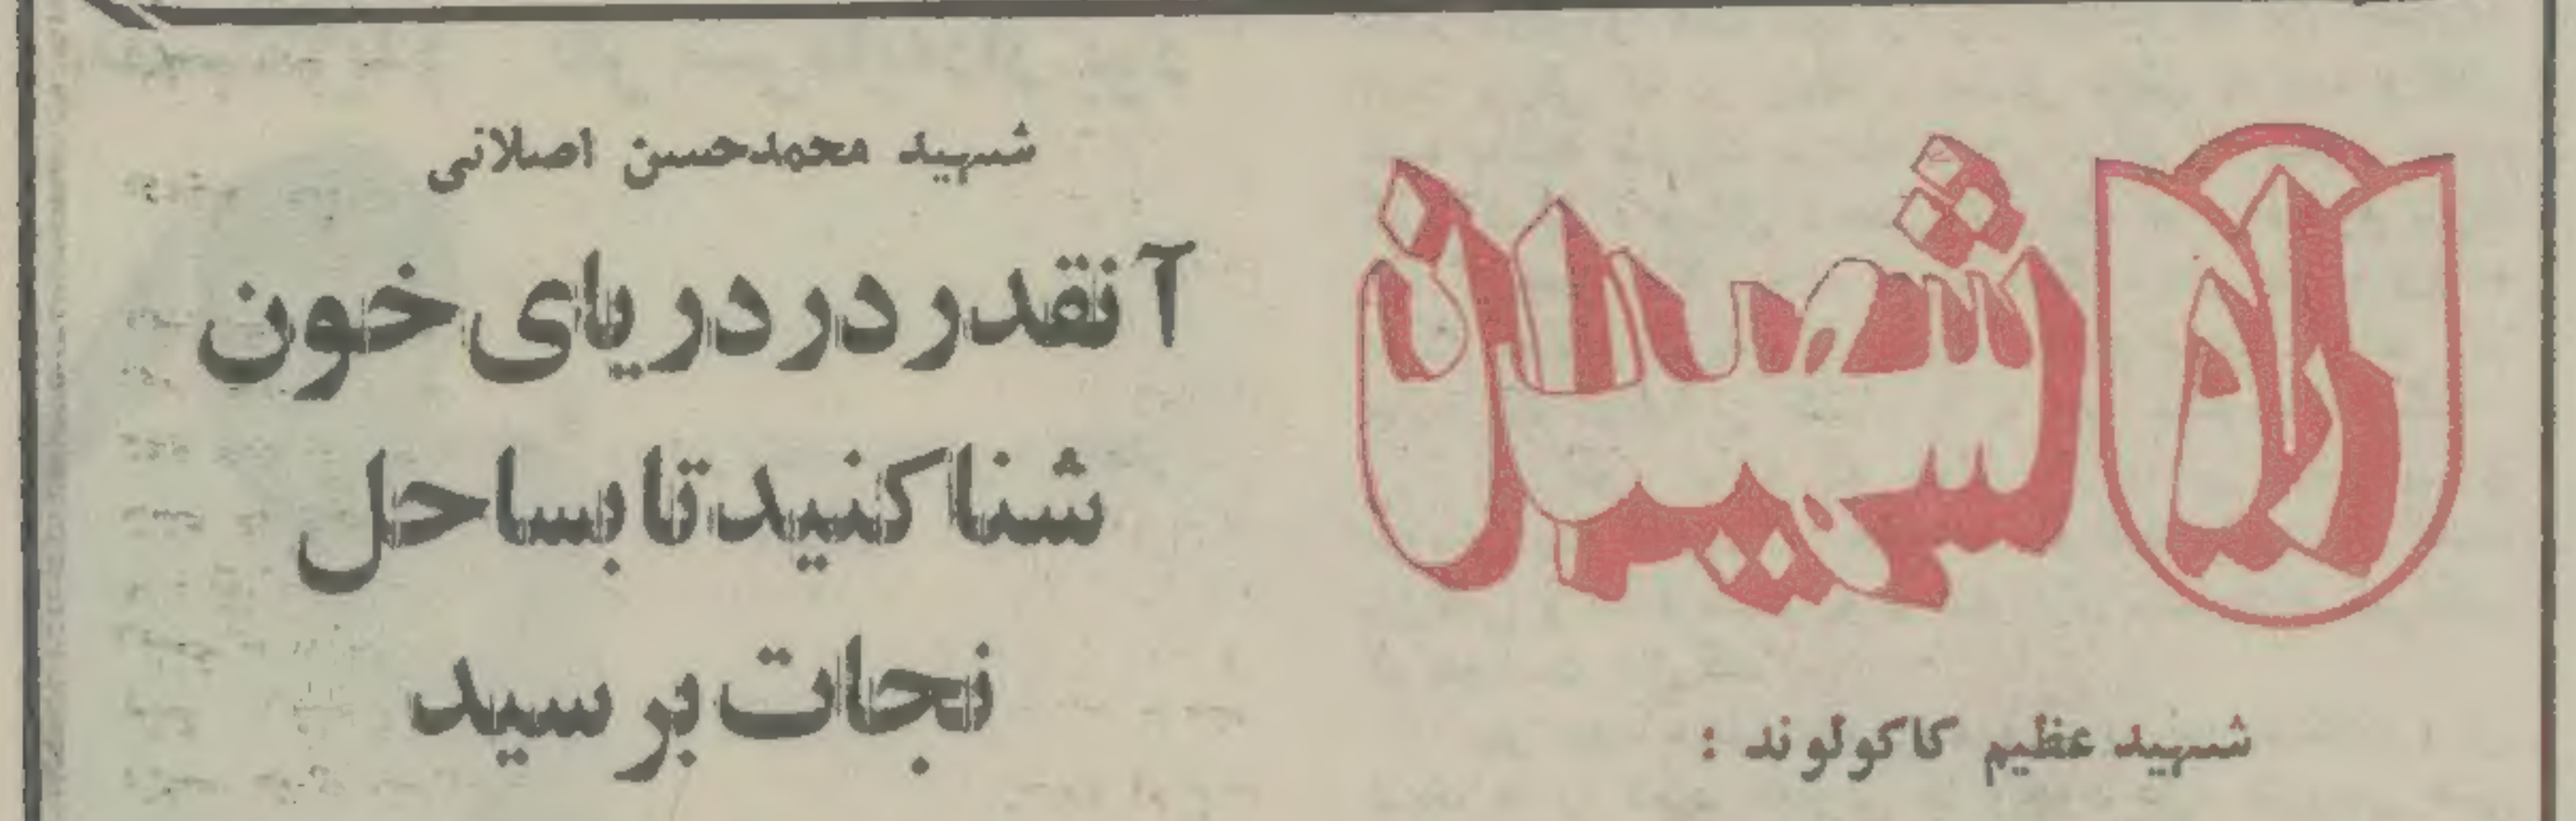 راه شهیدان
شهید عظیم کاکولوند :
شهید محمدحسن اصلانی
آنقدر در دریای خون
شنا کنید تا بساحل
نجات برسید